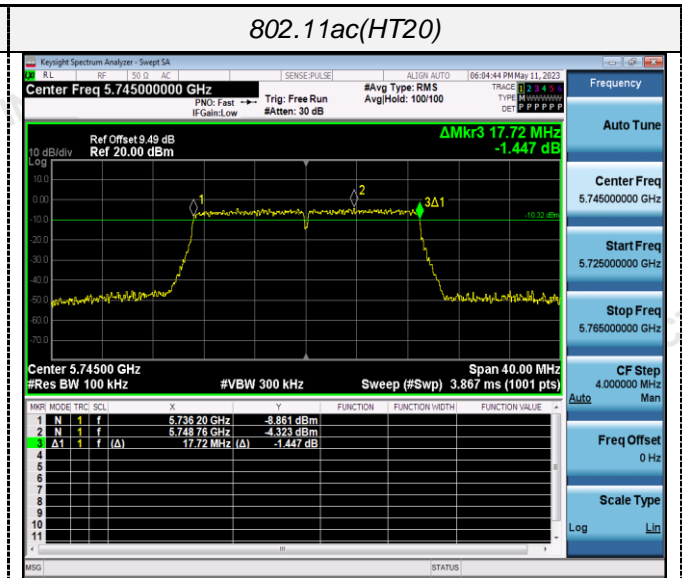 802.11ac(HT20)
Keysight Spectrum Analyzer - Swept SA
RL RF 50 Ω AC SENSE:PULSE ALIGN AUTO 06:04:44 PM May 11, 2023
Center Freq 5.745000000 GHz #Avg Type: RMS TRACE 1 2 3 4 5 6
PNO: Fast Trig: Free Run Avg|Hold: 100/100 TYPE M WWWWW
IFGain:Low #Atten: 30 dB DET P P P P P P
Ref Offset 9.49 dB ΔMkr3 17.72 MHz
10 dB/div Ref 20.00 dBm -1.447 dB
Log
10.0
0.00
-10.0
-20.0
-30.0
-40.0
-50.0
-60.0
-70.0
1
2
3Δ1
-10.32 dBm
Center 5.74500 GHz Span 40.00 MHz
#Res BW 100 kHz #VBW 300 kHz Sweep (#Swp) 3.867 ms (1001 pts)
MKR MODE TRC SCL X Y FUNCTION FUNCTION WIDTH FUNCTION VALUE
1 N 1 f 5.736 20 GHz -8.861 dBm
2 N 1 f 5.748 76 GHz -4.323 dBm
3 Δ1 1 f (Δ) 17.72 MHz (Δ) -1.447 dB
4
5
6
7
8
9
10
11
MSG STATUS
Frequency
Auto Tune
Center Freq
5.745000000 GHz
Start Freq
5.725000000 GHz
Stop Freq
5.765000000 GHz
CF Step
4.000000 MHz
Auto Man
Freq Offset
0 Hz
Scale Type
Log Lin